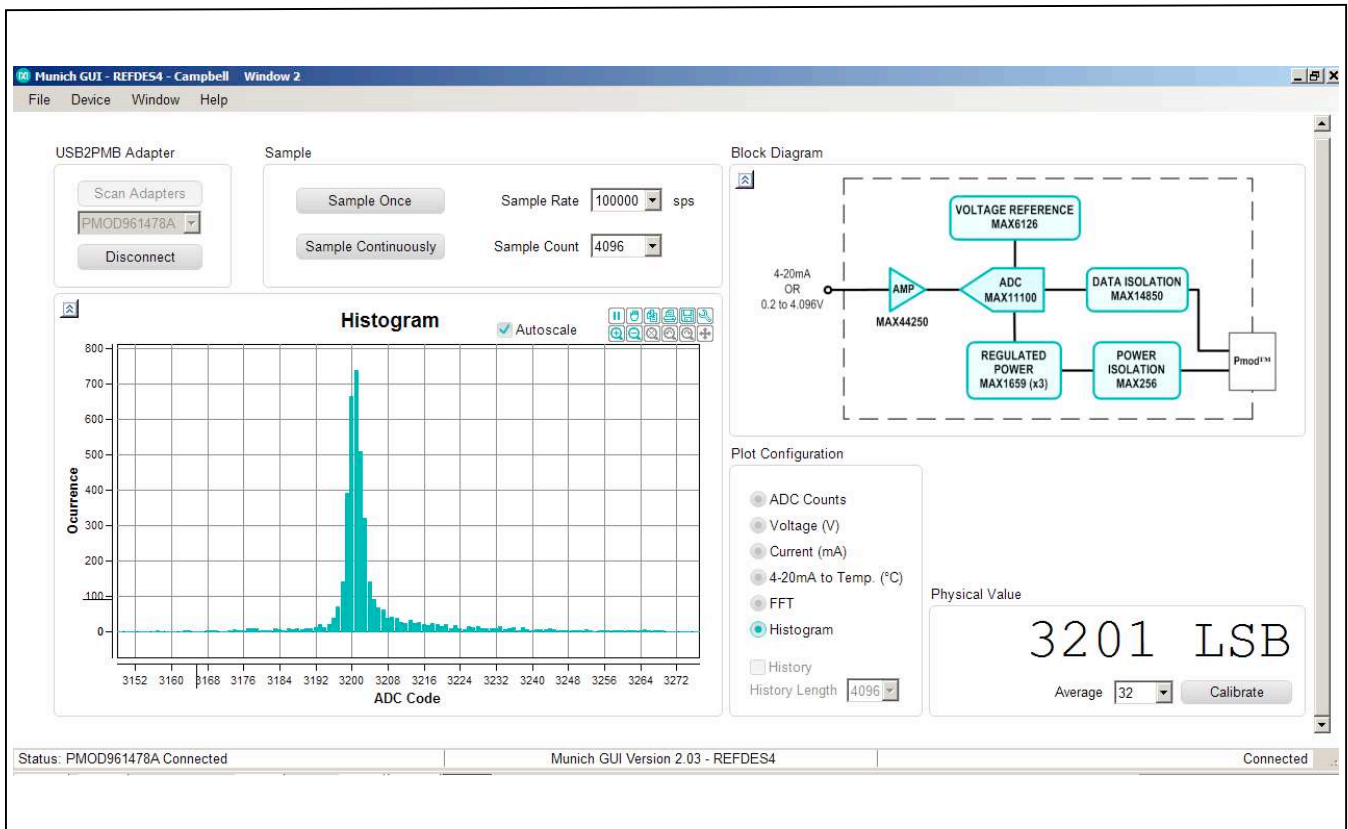 Munich GUI - REFDES4 - Campbell Window 2
File Device Window Help
USB2PMB Adapter
Scan Adapters
PMOD961478A
Disconnect
Sample
Sample Once
Sample Rate 100000 sps
Sample Continuously
Sample Count 4096
Histogram
Autoscale
Ocurrence
800
700
600
500
400
300
200
100
0
3152 3160 3168 3176 3184 3192 3200 3208 3216 3224 3232 3240 3248 3256 3264 3272
ADC Code
Block Diagram
VOLTAGE REFERENCE
MAX6126
4-20mA
OR
0.2 to 4.096V
AMP
MAX44250
ADC
MAX11100
DATA ISOLATION
MAX14850
REGULATED
POWER
MAX1659 (x3)
POWER
ISOLATION
MAX256
Pmod™
Plot Configuration
ADC Counts
Voltage (V)
Current (mA)
4-20mA to Temp. (°C)
FFT
Histogram
History
History Length 4096
Physical Value
3201 LSB
Average 32 Calibrate
Status: PMOD961478A Connected
Munich GUI Version 2.03 - REFDES4
Connected